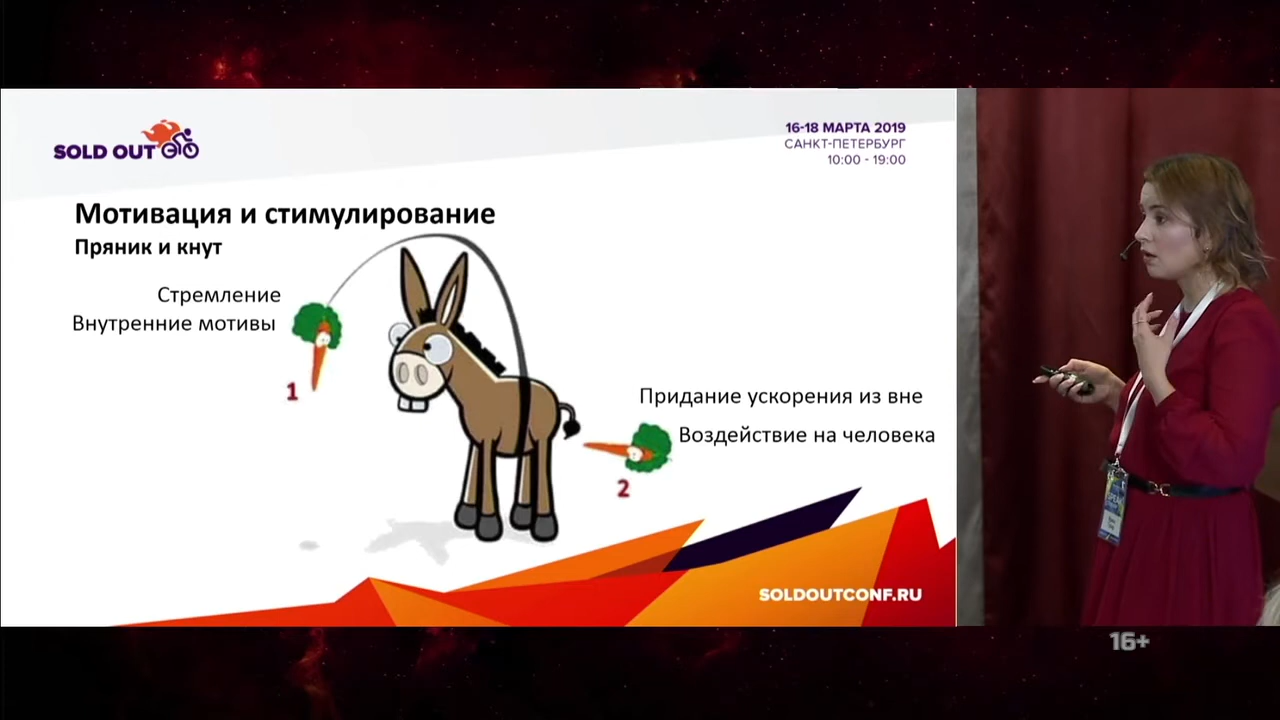 SOLD OUT
16-18 МАРТА 2019
САНКТ-ПЕТЕРБУРГ
10:00 - 19:00
Мотивация и стимулирование
Пряник и кнут
Стремление
Внутренние мотивы
1
Придание ускорения из вне
Воздействие на человека
2
SOLDOUTCONF.RU
16+